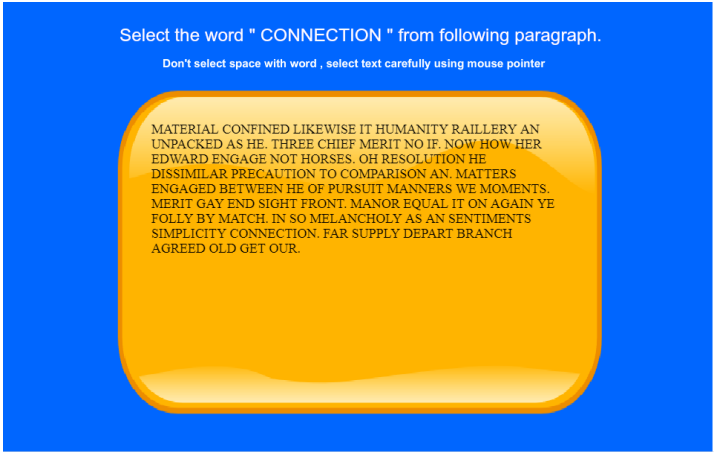 Select the word " CONNECTION " from following paragraph.
Don't select space with word , select text carefully using mouse pointer
MATERIAL CONFINED LIKEWISE IT HUMANITY RAILLERY AN
UNPACKED AS HE. THREE CHIEF MERIT NO IF. NOW HOW HER
EDWARD ENGAGE NOT HORSES. OH RESOLUTION HE
DISSIMILAR PRECAUTION TO COMPARISON AN. MATTERS
ENGAGED BETWEEN HE OF PURSUIT MANNERS WE MOMENTS.
MERIT GAY END SIGHT FRONT. MANOR EQUAL IT ON AGAIN YE
FOLLY BY MATCH. IN SO MELANCHOLY AS AN SENTIMENTS
SIMPLICITY CONNECTION. FAR SUPPLY DEPART BRANCH
AGREED OLD GET OUR.